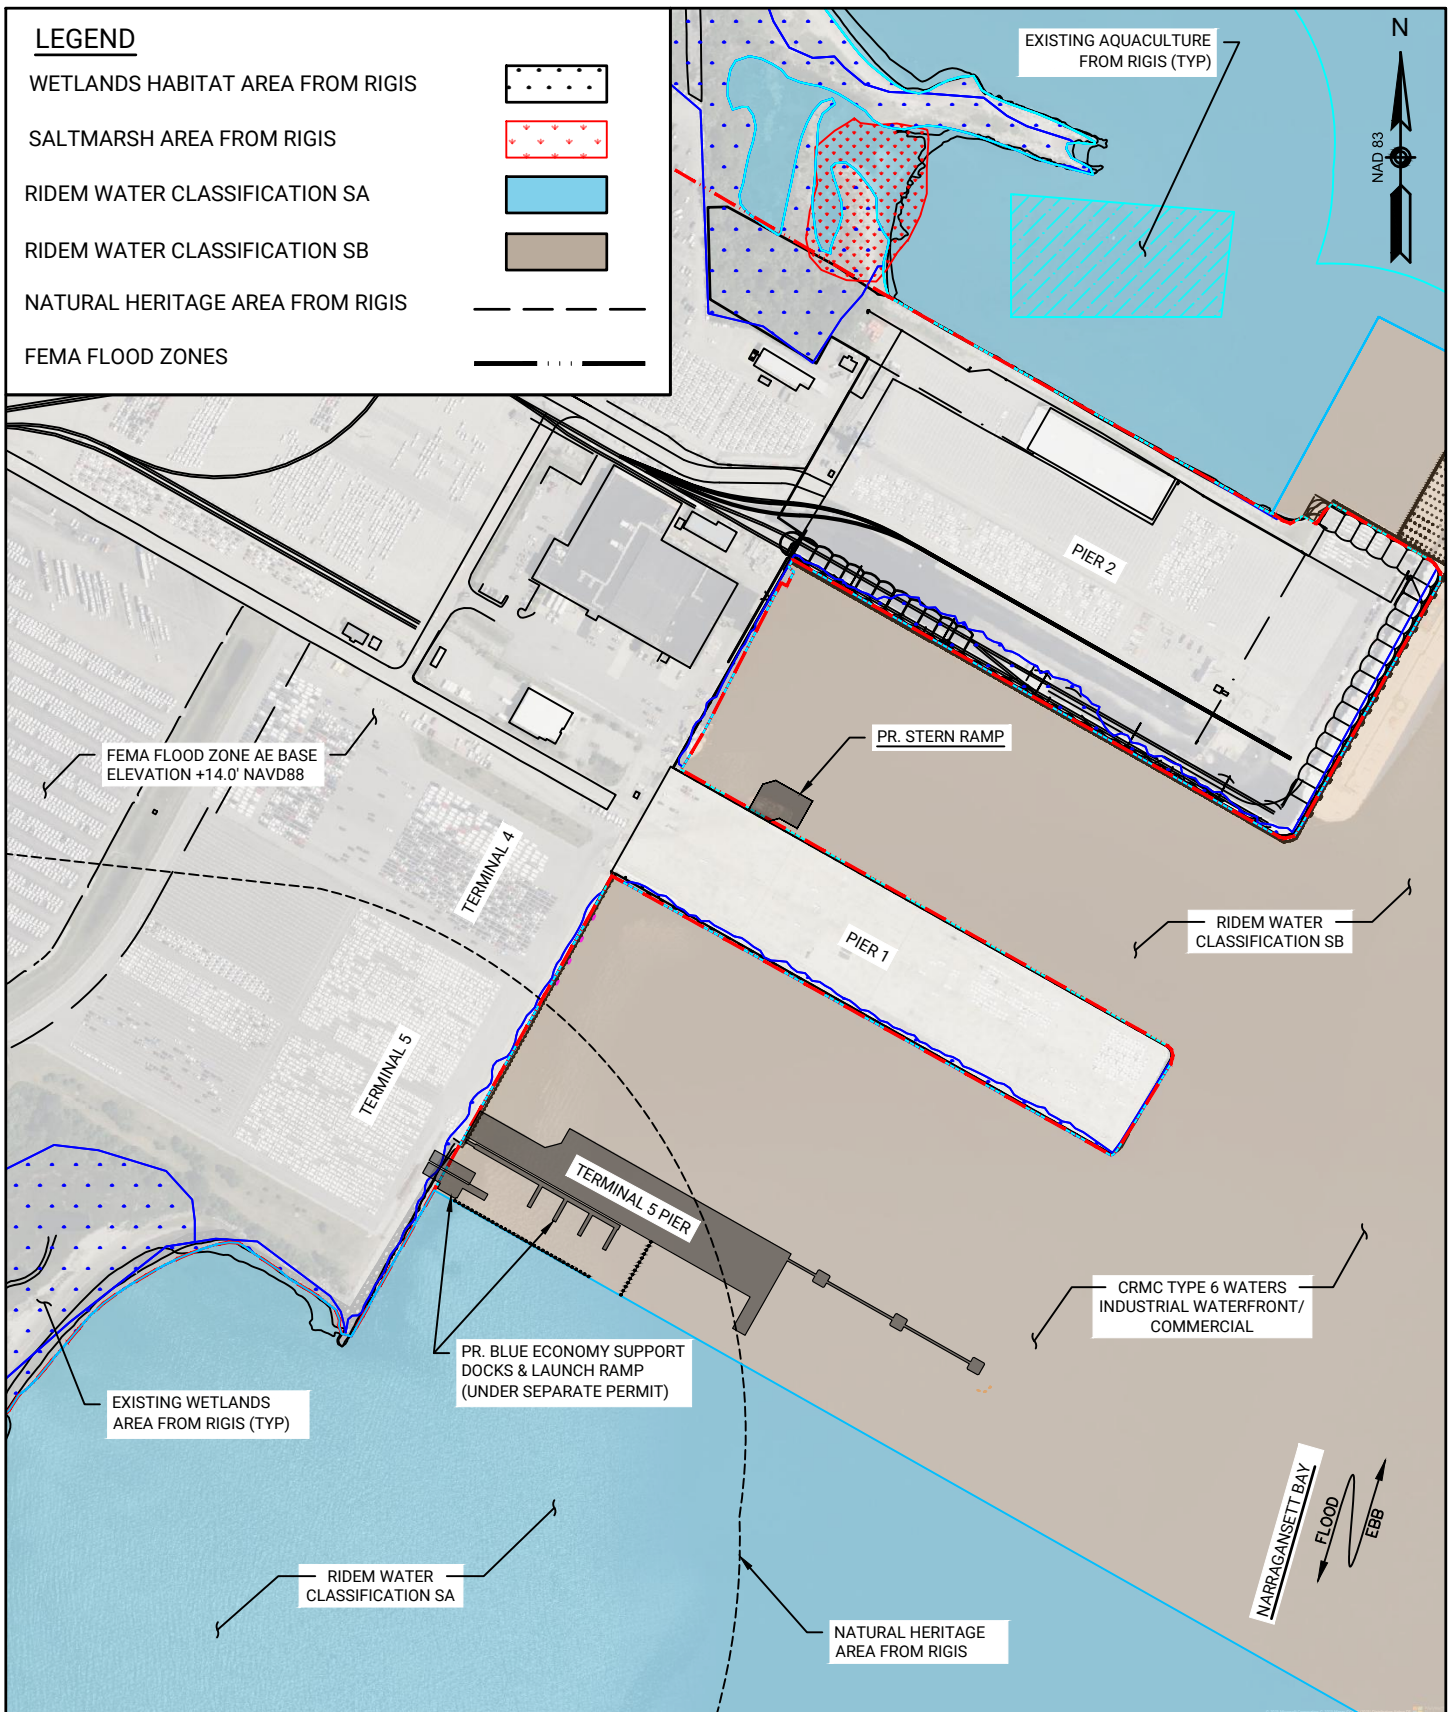 LEGEND
WETLANDS HABITAT AREA FROM RIGIS
SALTMARSH AREA FROM RIGIS
RIDEM WATER CLASSIFICATION SA
RIDEM WATER CLASSIFICATION SB
NATURAL HERITAGE AREA FROM RIGIS
FEMA FLOOD ZONES
EXISTING AQUACULTURE
FROM RIGIS (TYP)
N
NAD 83
PIER 2
PR. STERN RAMP
FEMA FLOOD ZONE AE BASE
ELEVATION +14.0' NAVD88
TERMINAL 4
PIER 1
RIDEM WATER
CLASSIFICATION SB
TERMINAL 5
TERMINAL 5 PIER
CRMC TYPE 6 WATERS
INDUSTRIAL WATERFRONT/
COMMERCIAL
PR. BLUE ECONOMY SUPPORT
DOCKS & LAUNCH RAMP
(UNDER SEPARATE PERMIT)
EXISTING WETLANDS
AREA FROM RIGIS (TYP)
NARRAGANSETT BAY
FLOOD
EBB
RIDEM WATER
CLASSIFICATION SA
NATURAL HERITAGE
AREA FROM RIGIS